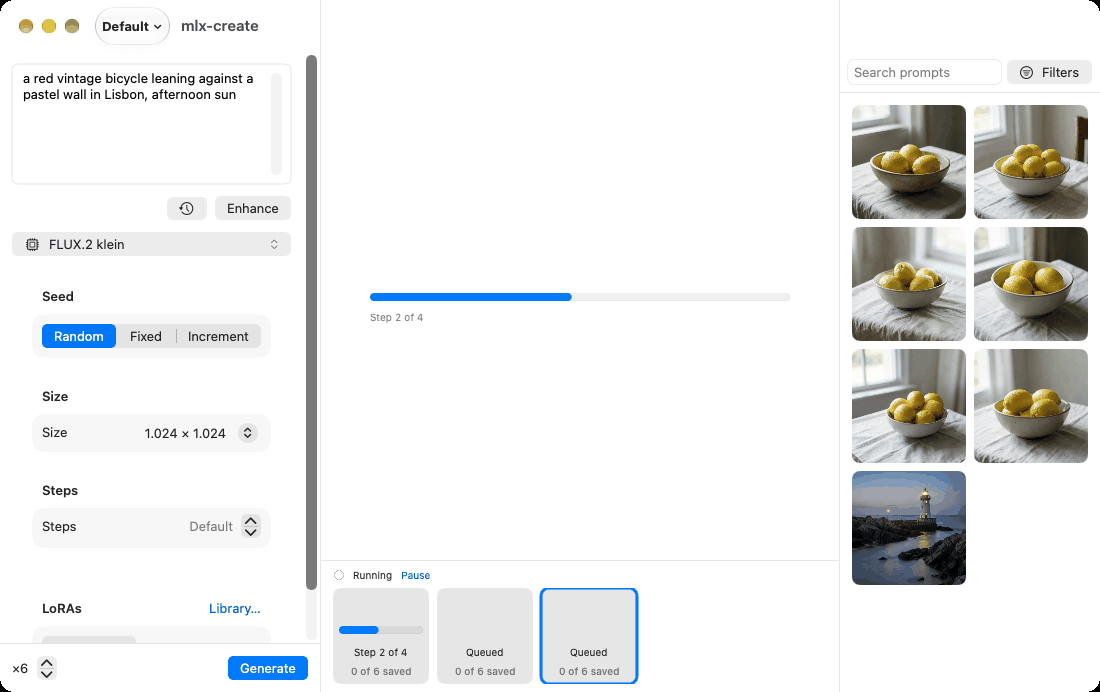 Default
mlx-create
a red vintage bicycle leaning against a
pastel wall in Lisbon, afternoon sun
Enhance
FLUX.2 klein
Seed
Random
Fixed
Increment
Size
Size
1.024 × 1.024
Steps
Steps
Default
LoRAs
Library...
×6
Generate
Step 2 of 4
Running
Pause
Step 2 of 4
0 of 6 saved
Queued
0 of 6 saved
Queued
0 of 6 saved
Search prompts
Filters